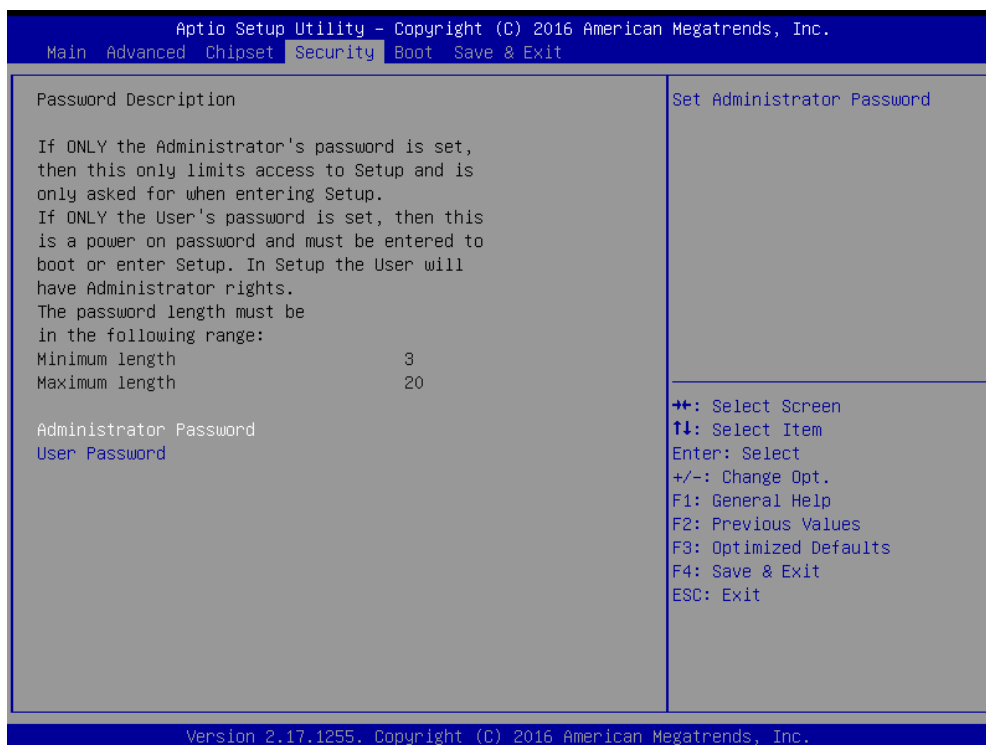 Aptio Setup Utility – Copyright (C) 2016 American Megatrends, Inc.
Main Advanced Chipset Security Boot Save & Exit
Password Description
If ONLY the Administrator's password is set,
then this only limits access to Setup and is
only asked for when entering Setup.
If ONLY the User's password is set, then this
is a power on password and must be entered to
boot or enter Setup. In Setup the User will
have Administrator rights.
The password length must be
in the following range:
Minimum length 3
Maximum length 20
Administrator Password
User Password
Set Administrator Password
→←: Select Screen
↑↓: Select Item
Enter: Select
+/-: Change Opt.
F1: General Help
F2: Previous Values
F3: Optimized Defaults
F4: Save & Exit
ESC: Exit
Version 2.17.1255. Copyright (C) 2016 American Megatrends, Inc.